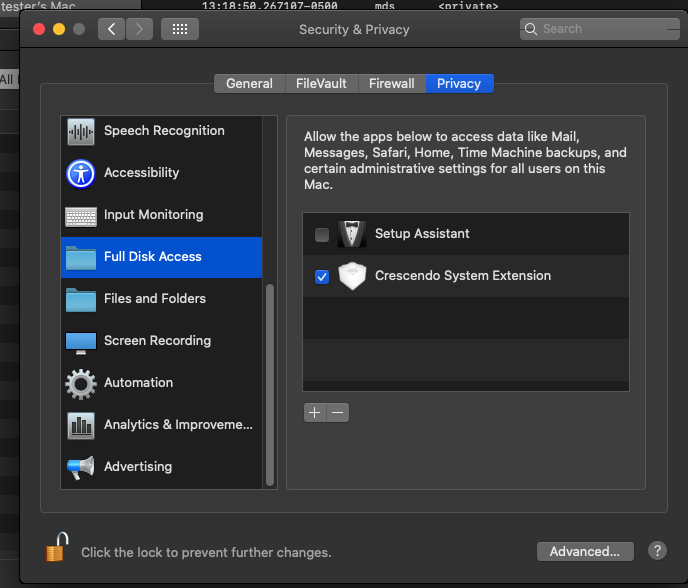 tester's Mac
13:18:50.267107-0500 mds <private>
Security & Privacy
Search
All
General FileVault Firewall Privacy
Speech Recognition
Accessibility
Input Monitoring
Full Disk Access
Files and Folders
Screen Recording
Automation
Analytics & Improveme...
Advertising
Allow the apps below to access data like Mail,
Messages, Safari, Home, Time Machine backups, and
certain administrative settings for all users on this
Mac.
Setup Assistant
Crescendo System Extension
+ −
Click the lock to prevent further changes.
Advanced...
?